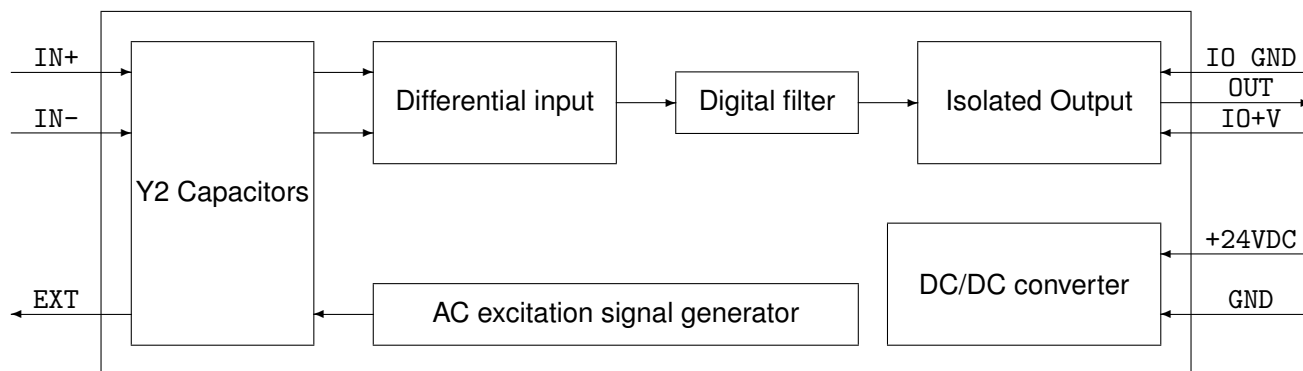 IN+
IN-
EXT
Y2 Capacitors
Differential input
Digital filter
Isolated Output
IO GND
OUT
IO+V
AC excitation signal generator
DC/DC converter
+24VDC
GND